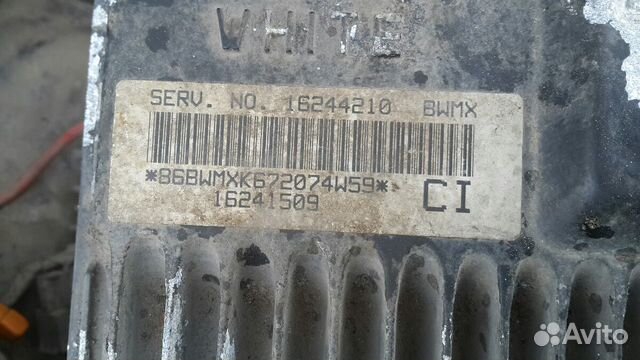 WHITE
SERV. NO. 16244210 BWMX
*86BWMXK672074W59*
16241509 CI
Avito